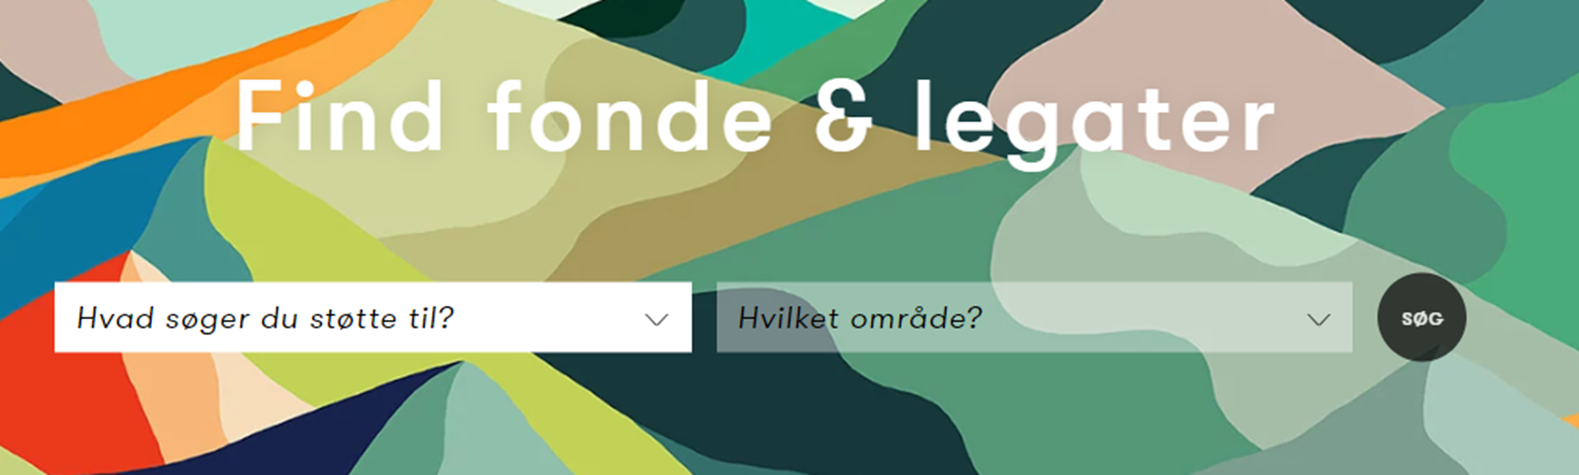 Find fonde & legater
Hvad søger du støtte til?
Hvilket område?
SØG